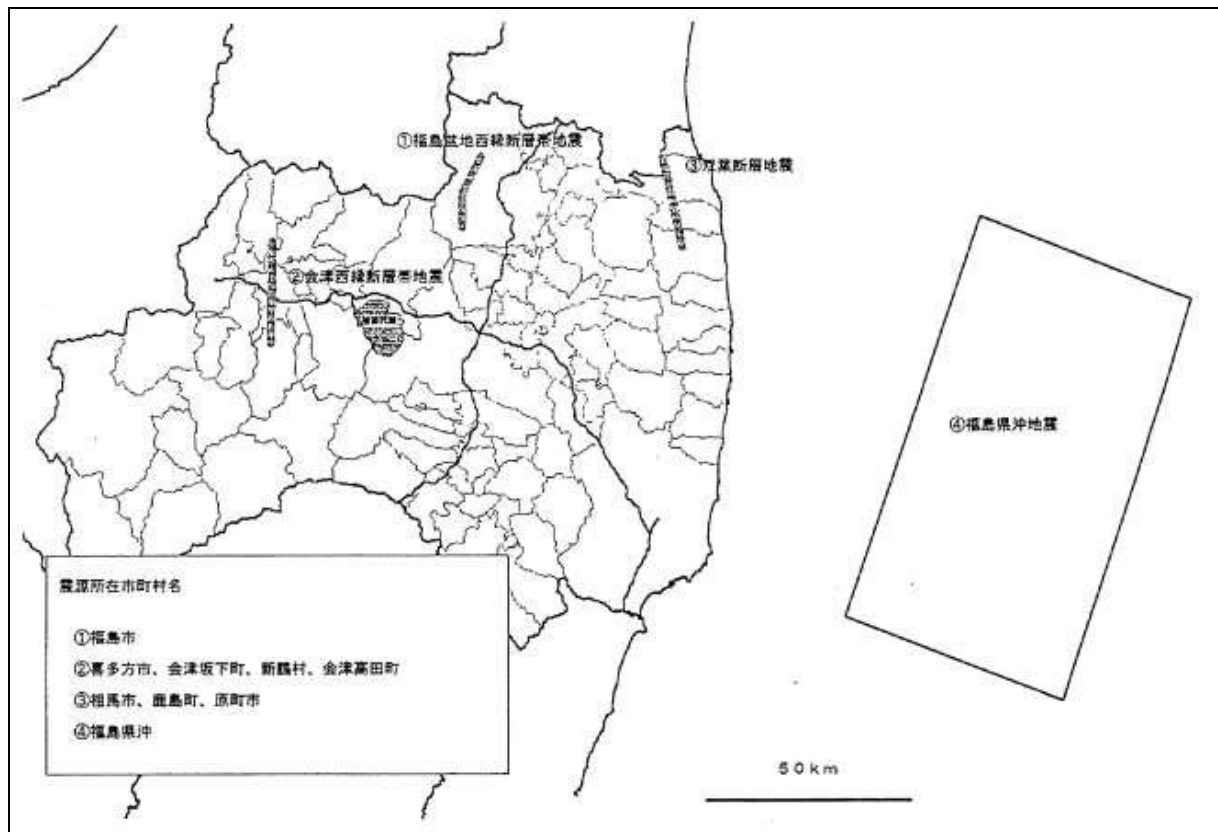 ①福島盆地西縁断層帯地震
③双葉断層地震
②会津西縁断層帯地震
④福島県沖地震
震源所在市町村名
①福島市
②喜多方市、会津坂下町、新鶴村、会津高田町
③相馬市、鹿島町、原町市
④福島県沖
50km